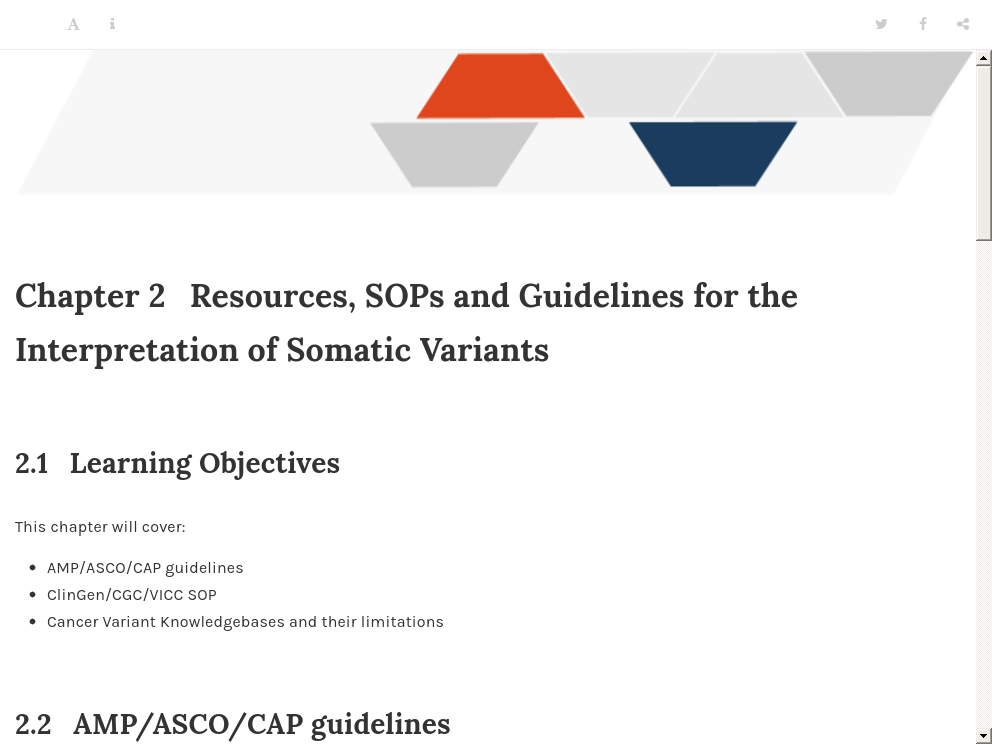 Chapter 2 Resources, SOPs and Guidelines for the
Interpretation of Somatic Variants
2.1 Learning Objectives
This chapter will cover:
AMP/ASCO/CAP guidelines
ClinGen/CGC/VICC SOP
Cancer Variant Knowledgebases and their limitations
2.2 AMP/ASCO/CAP guidelines